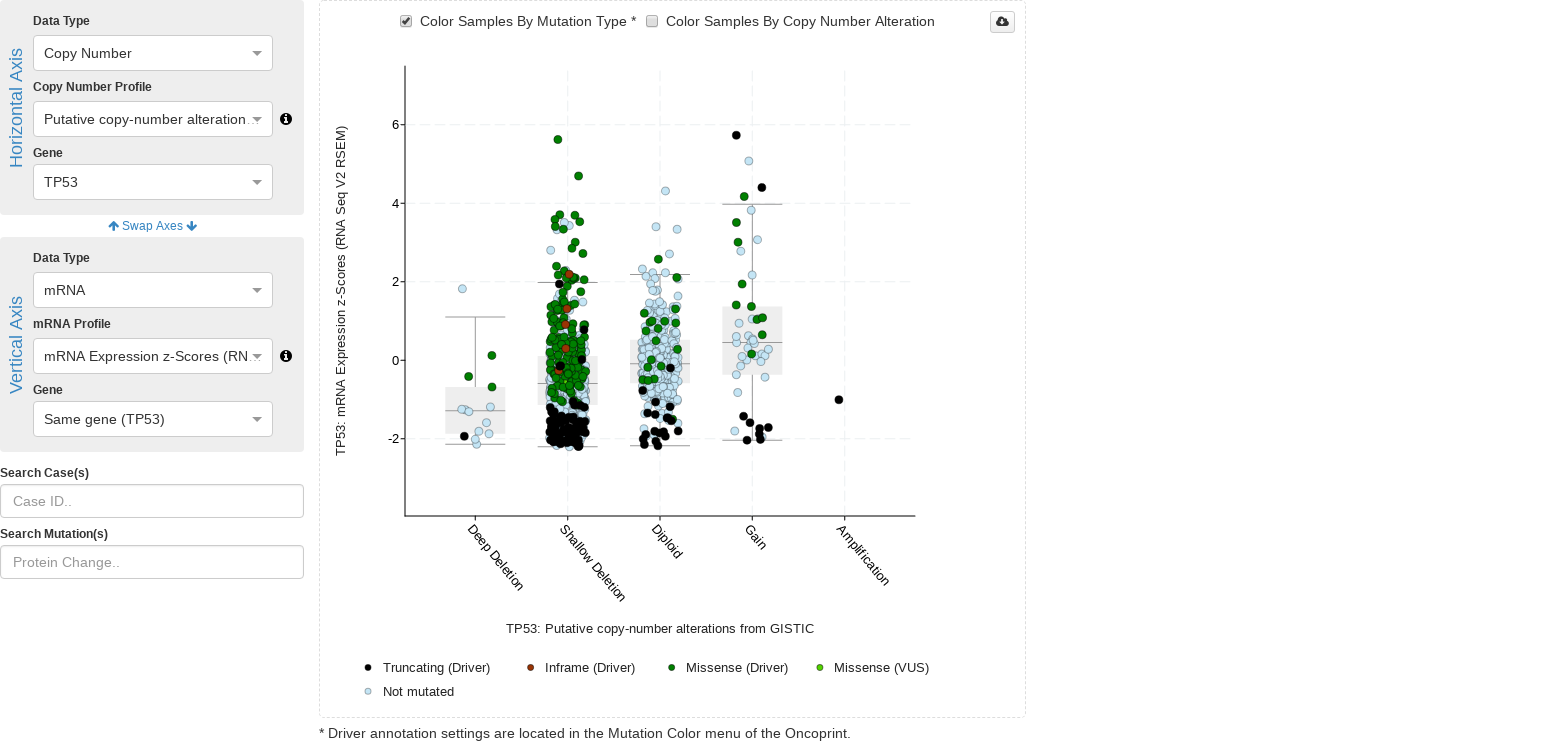 Horizontal Axis
Data Type
Copy Number
Copy Number Profile
Putative copy-number alteration…
Gene
TP53
Swap Axes
Vertical Axis
Data Type
mRNA
mRNA Profile
mRNA Expression z-Scores (RN…
Gene
Same gene (TP53)
Search Case(s)
Case ID..
Search Mutation(s)
Protein Change..
Color Samples By Mutation Type *
Color Samples By Copy Number Alteration
TP53: mRNA Expression z-Scores (RNA Seq V2 RSEM)
6
4
2
0
-2
Deep Deletion
Shallow Deletion
Diploid
Gain
Amplification
TP53: Putative copy-number alterations from GISTIC
Truncating (Driver)
Inframe (Driver)
Missense (Driver)
Missense (VUS)
Not mutated
* Driver annotation settings are located in the Mutation Color menu of the Oncoprint.